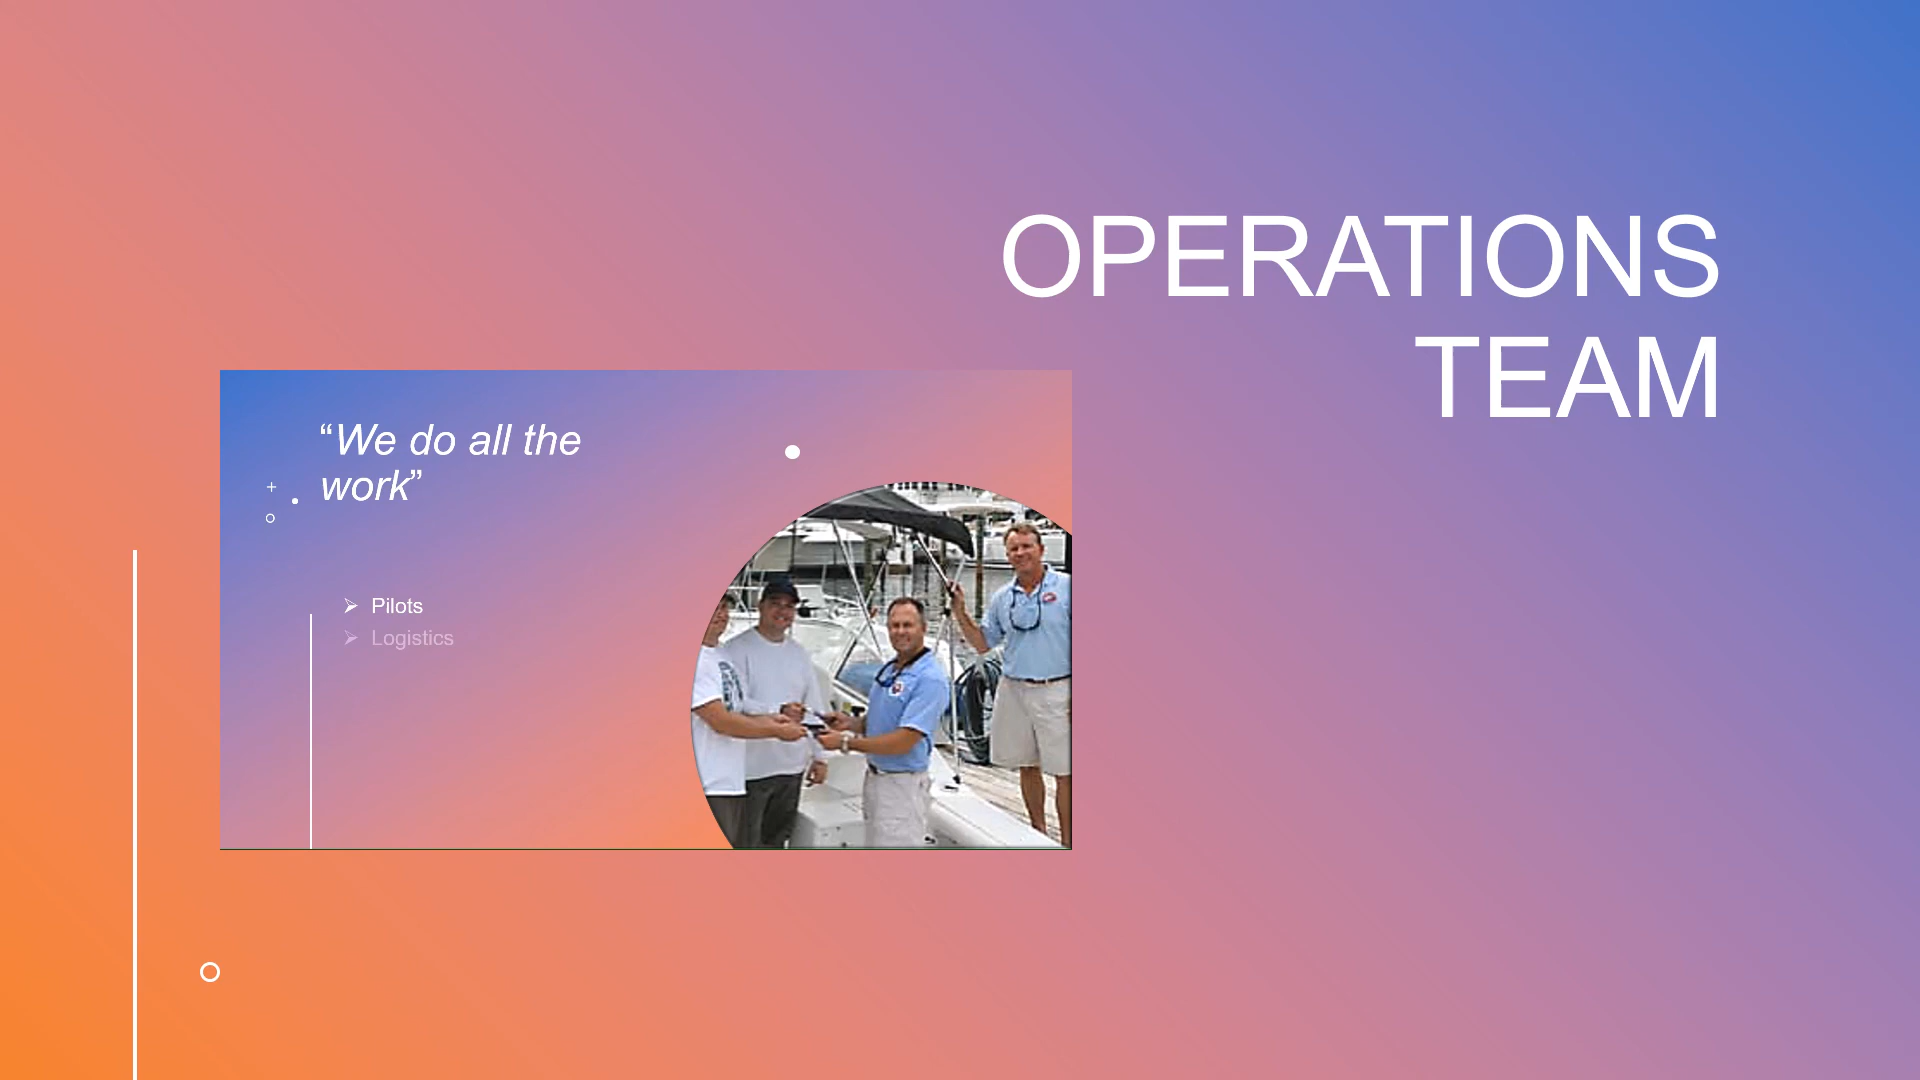 OPERATIONS
TEAM
“We do all the
work”
Pilots
Logistics